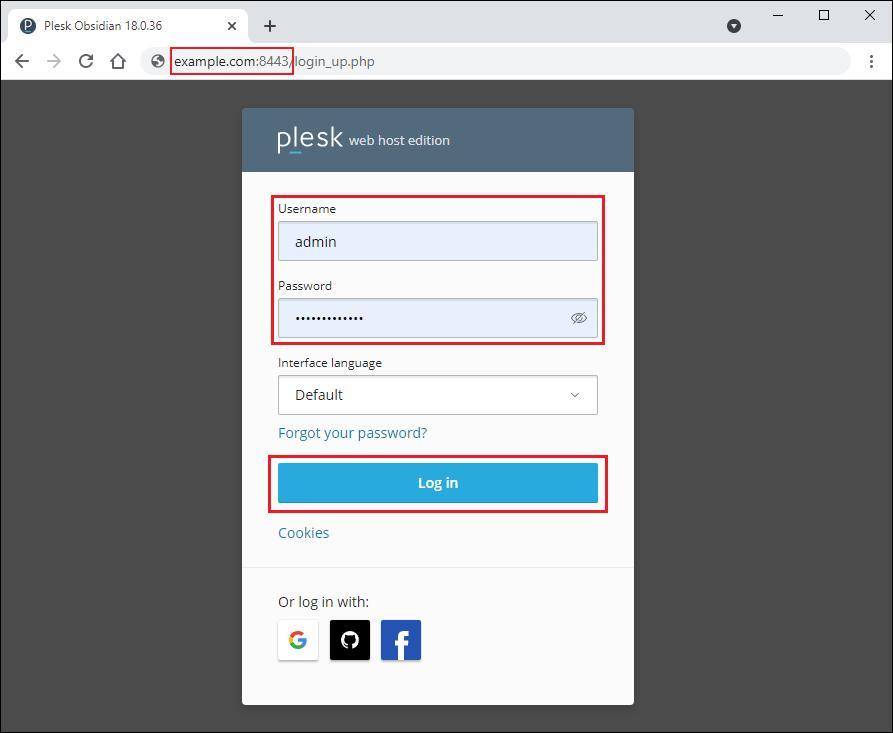 Plesk Obsidian 18.0.36
example.com:8443/login_up.php
plesk web host edition
Username
admin
Password
•••••••••••••
Interface language
Default
Forgot your password?
Log in
Cookies
Or log in with: